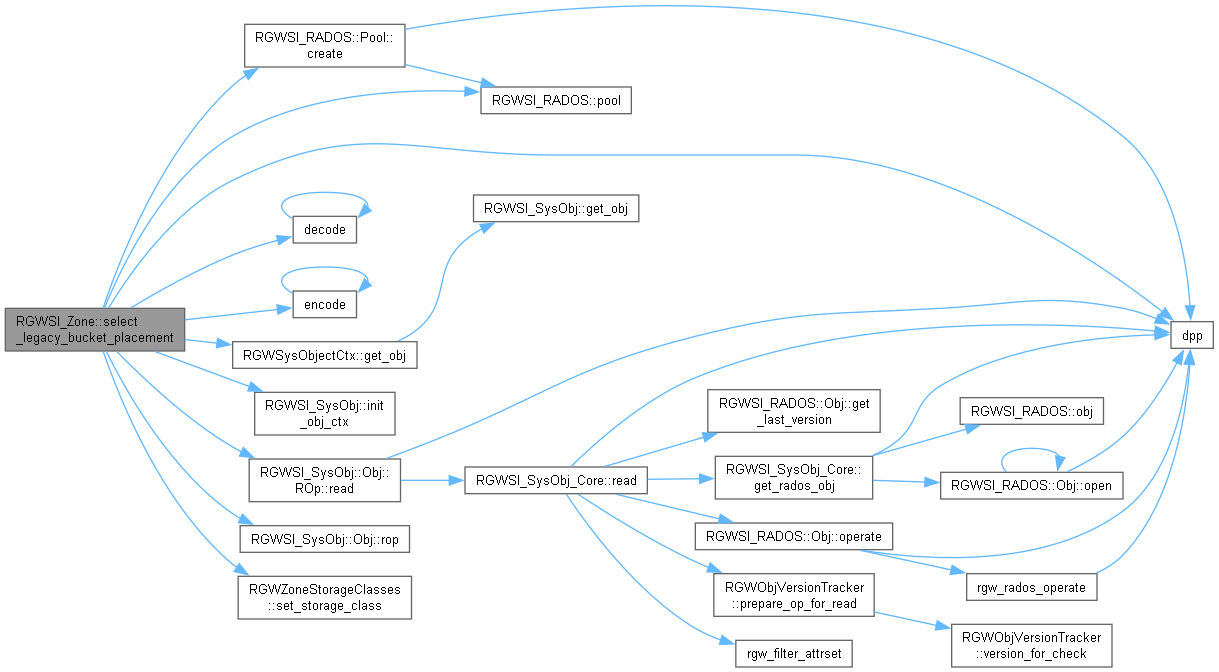 RGWSI_Zone::select
_legacy_bucket_placement
RGWSI_RADOS::Pool::
create
RGWSI_RADOS::pool
decode
encode
RGWSysObjectCtx::get_obj
RGWSI_SysObj::get_obj
RGWSI_SysObj::init
_obj_ctx
RGWSI_SysObj::Obj::
ROp::read
RGWSI_SysObj::Obj::rop
RGWZoneStorageClasses
::set_storage_class
RGWSI_SysObj_Core::read
RGWSI_RADOS::Obj::get
_last_version
RGWSI_SysObj_Core::
get_rados_obj
RGWSI_RADOS::Obj::operate
RGWObjVersionTracker
::prepare_op_for_read
rgw_filter_attrset
RGWSI_RADOS::obj
RGWSI_RADOS::Obj::open
rgw_rados_operate
RGWObjVersionTracker
::version_for_check
dpp